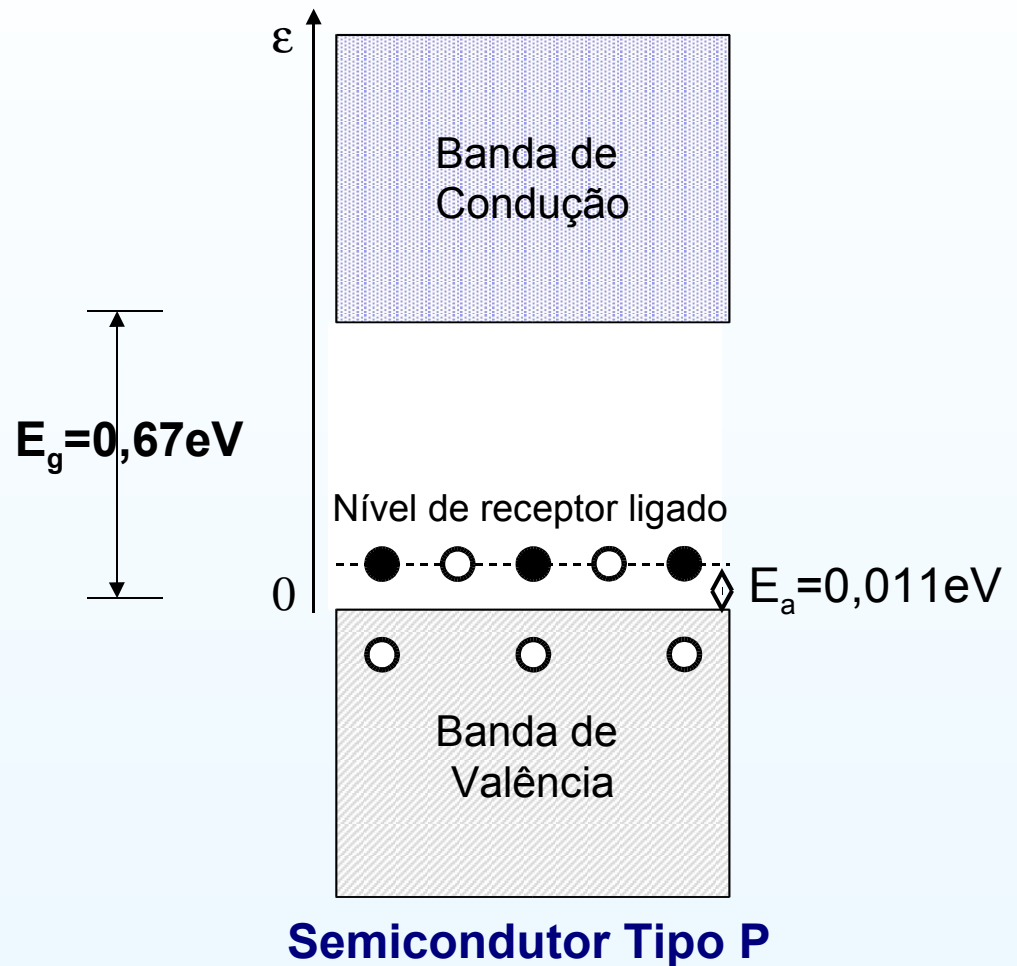 ε
Banda de
Condução
E_g=0,67eV
Nível de receptor ligado
0
E_a=0,011eV
Banda de
Valência
Semicondutor Tipo P